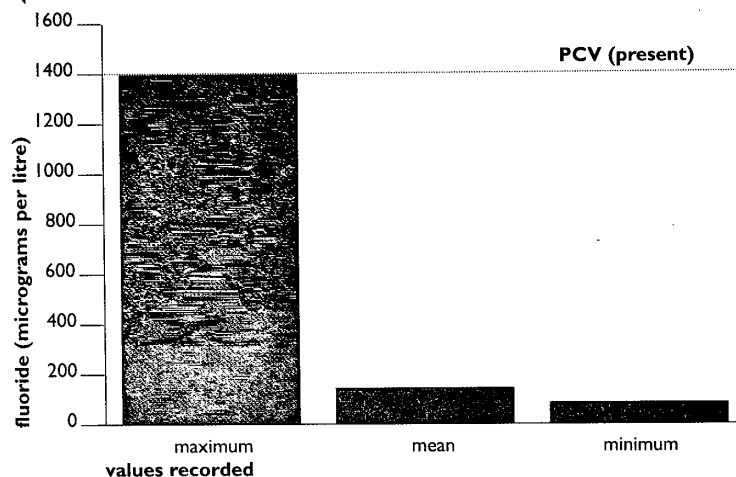 1600
1400
1200
1000
800
600
400
200
0
fluoride (micrograms per litre)
PCV (present)
maximum
mean
minimum
values recorded